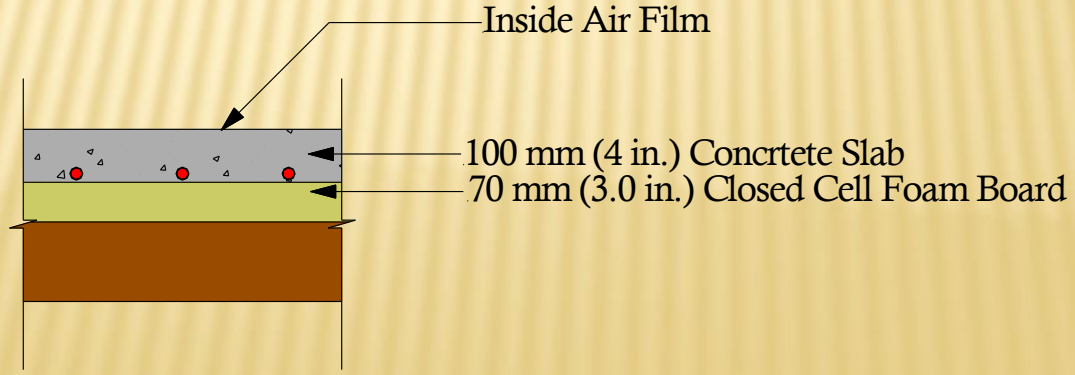 Inside Air Film
100 mm (4 in.) Concrtete Slab
70 mm (3.0 in.) Closed Cell Foam Board